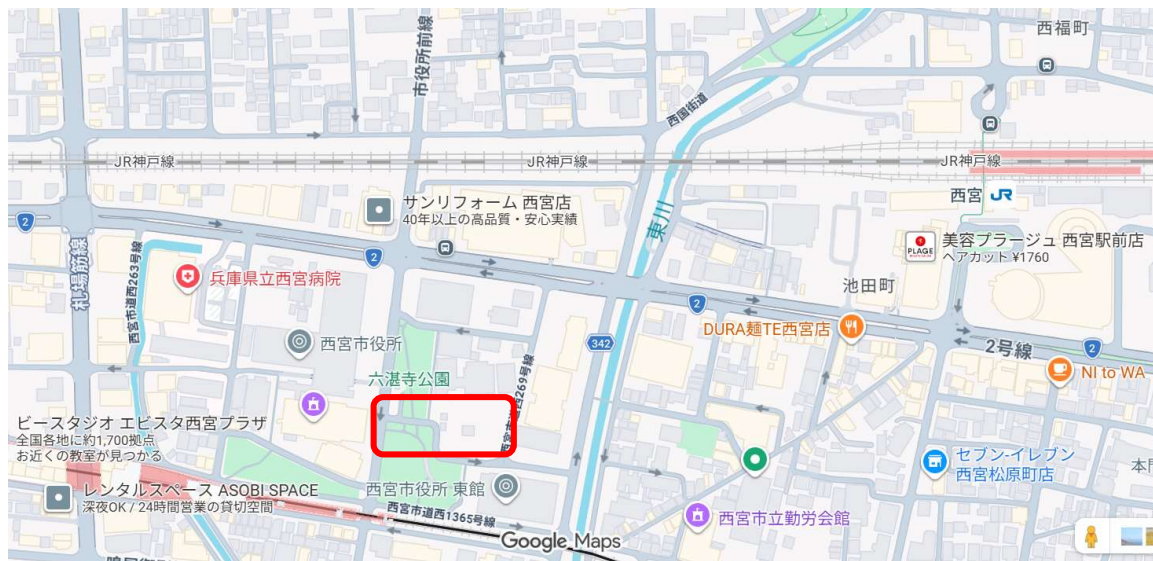 西福町
市役所前線
西国街道
JR神戸線
JR神戸線
JR神戸線
西宮 JR
サンリフォーム 西宮店
40年以上の高品質・安心実績
東川
PLAGE
美容プラージュ 西宮駅前店
ヘアカット ¥1760
2
札場筋線
西宮市道西263号線
兵庫県立西宮病院
2
池田町
2
DURA麺TE西宮店
2号線
2
342
西宮市役所
NI to WA
六湛寺公園
西宮市道西269号線
ビースタジオ エビスタ西宮プラザ
全国各地に約1,700拠点
お近くの教室が見つかる
セブン-イレブン
西宮松原町店
レンタルスペース ASOBI SPACE
深夜OK / 24時間営業の貸切空間
西宮市役所 東館
西宮市道西1365号線
西宮市立勤労会館
Google Maps